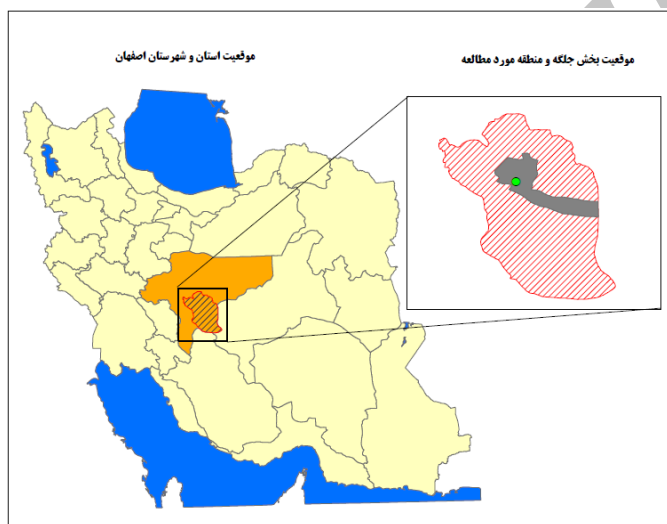 موقعیت بخش جلگه و منطقه مورد مطالعه
موقعیت استان و شهرستان اصفهان